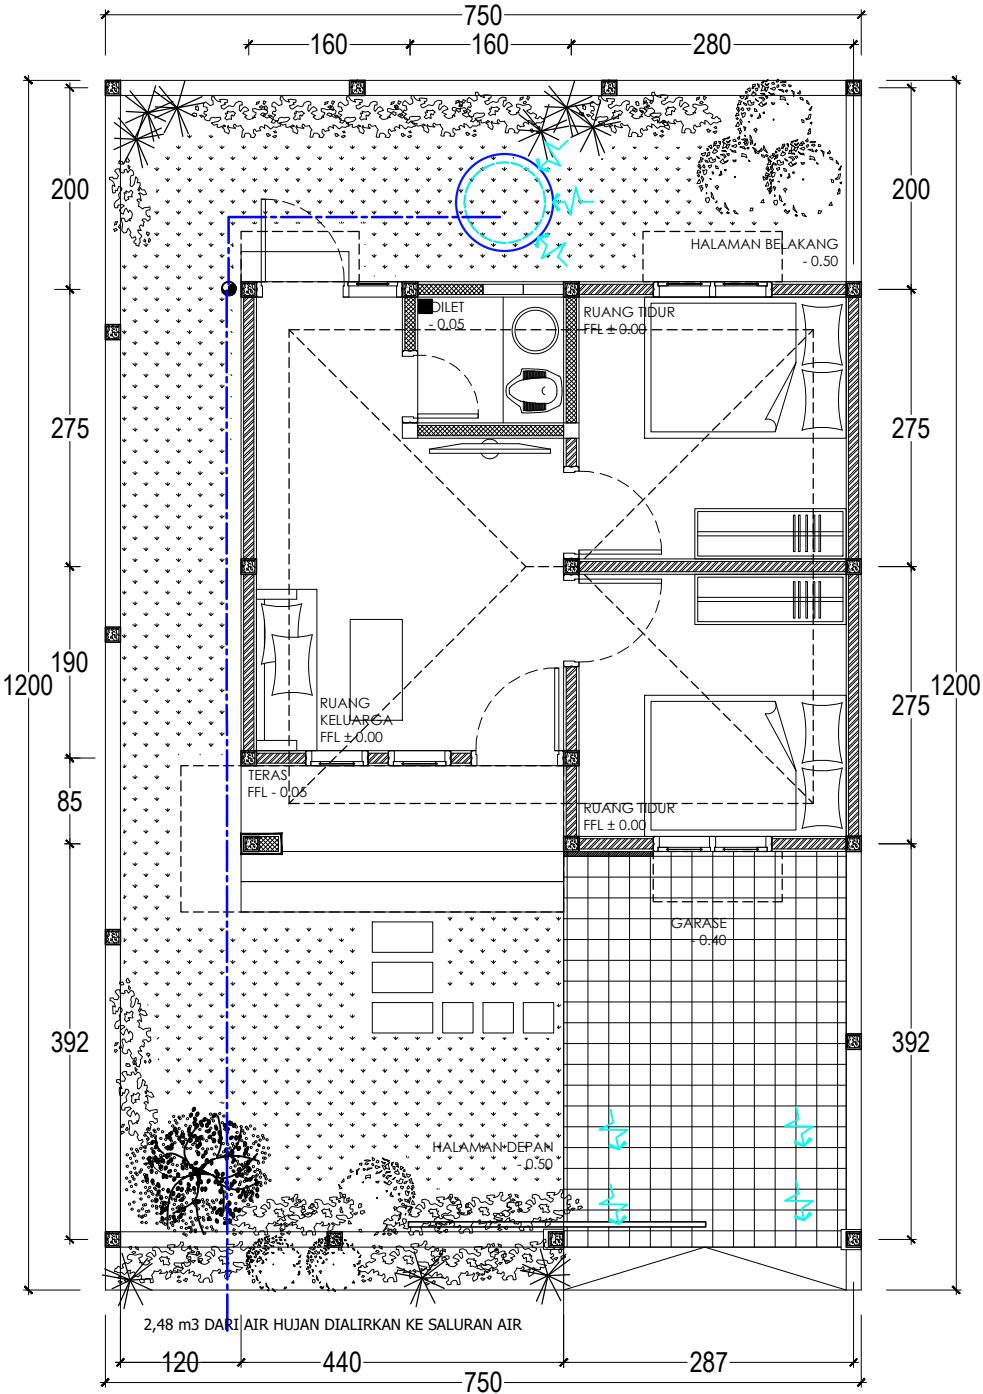 750
160
160
280
200
200
HALAMAN BELAKANG
- 0.50
OILET
- 0.05
RUANG TIDUR
FFL ± 0.00
275
275
190
1200
1200
275
RUANG
KELUARGA
FFL ± 0.00
TERAS
FFL - 0.05
85
RUANG TIDUR
FFL ± 0.00
GARASE
- 0.40
392
392
HALAMAN DEPAN
- 0.50
2,48 m3 DARI AIR HUJAN DIALIRKAN KE SALURAN AIR
120
440
287
750